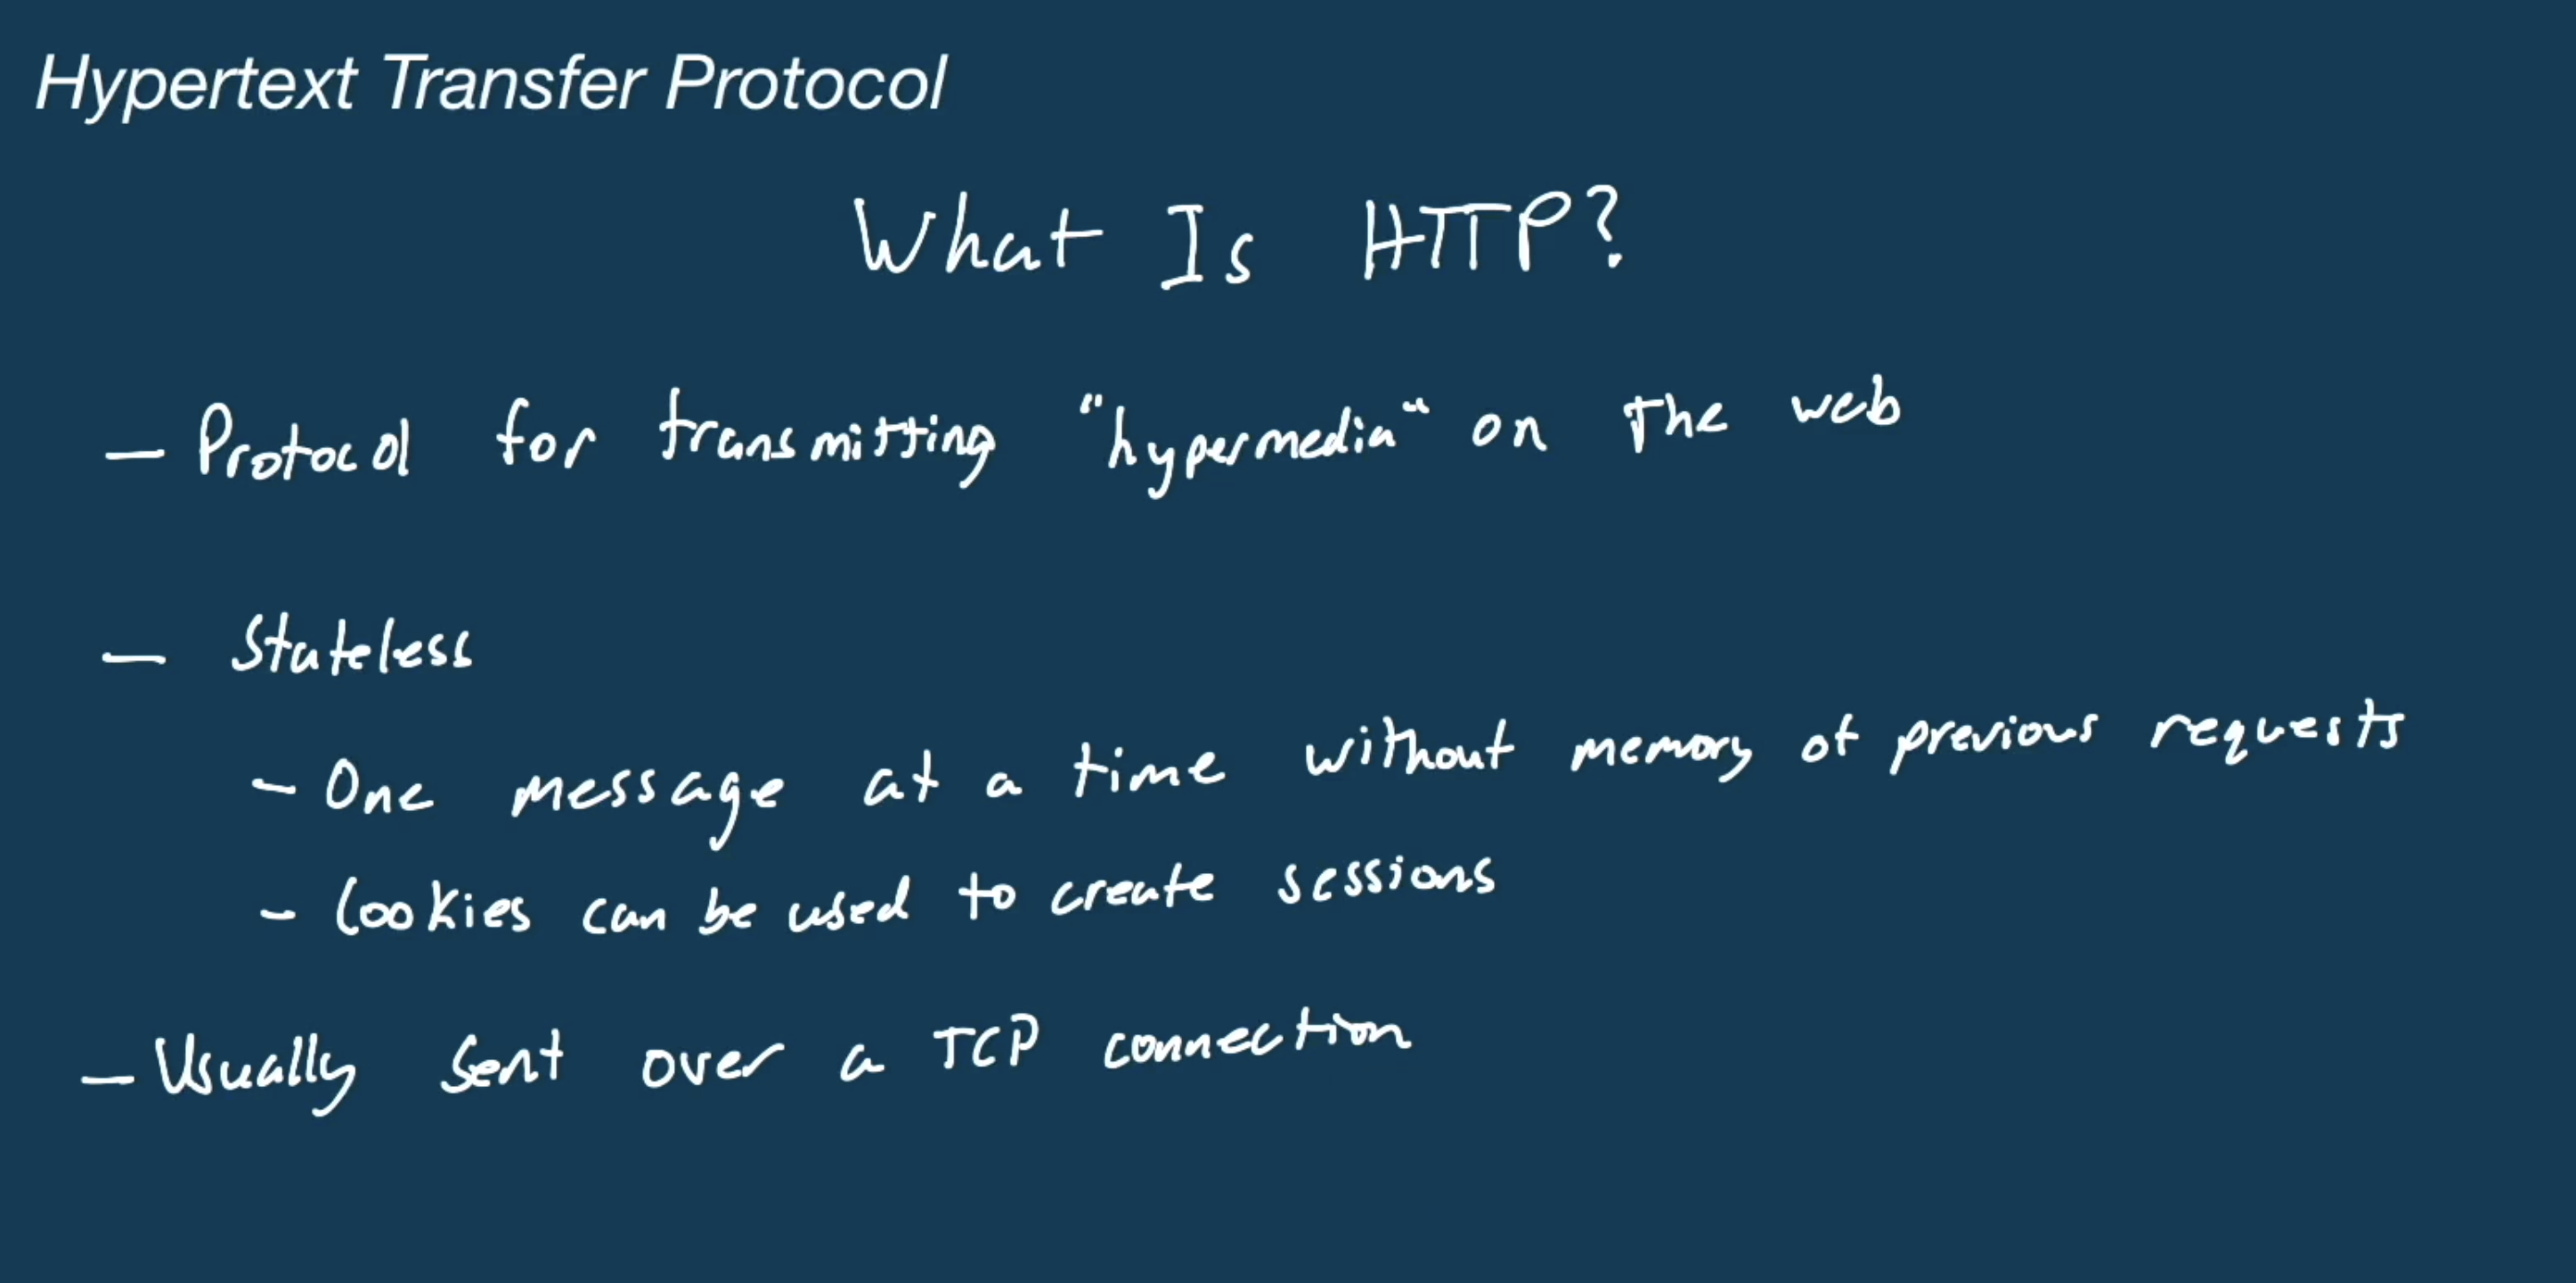 Hypertext Transfer Protocol
What Is HTTP?
— Protocol for transmitting "hypermedia" on the web
— Stateless
- One message at a time without memory of previous requests
- Cookies can be used to create sessions
— Usually sent over a TCP connection